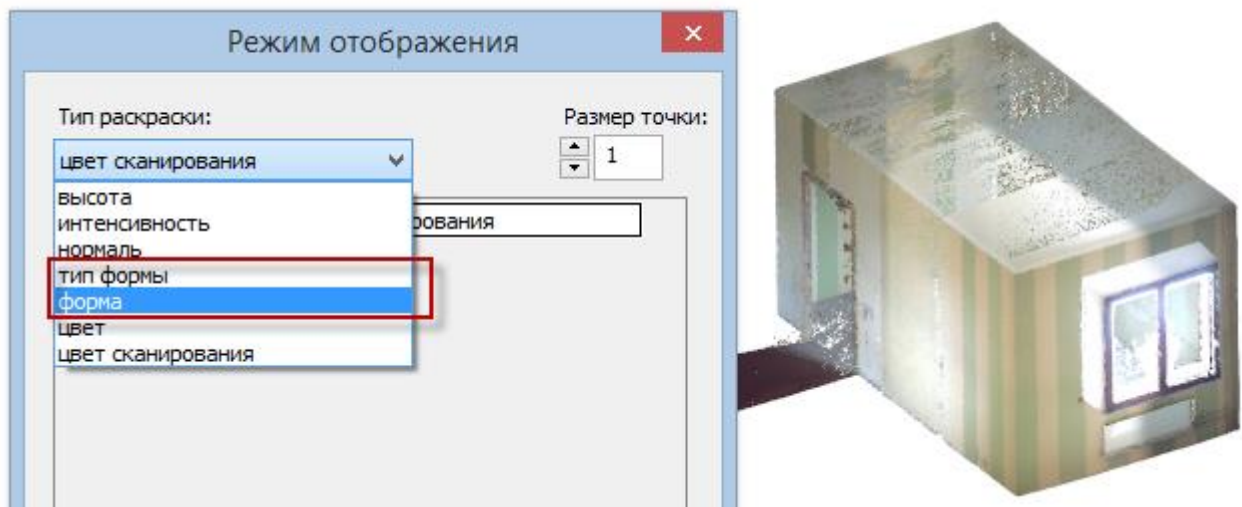 Режим отображения
Тип раскраски:
Размер точки:
цвет сканирования
1
высота
интенсивность
рования
нормаль
тип формы
форма
цвет
цвет сканирования